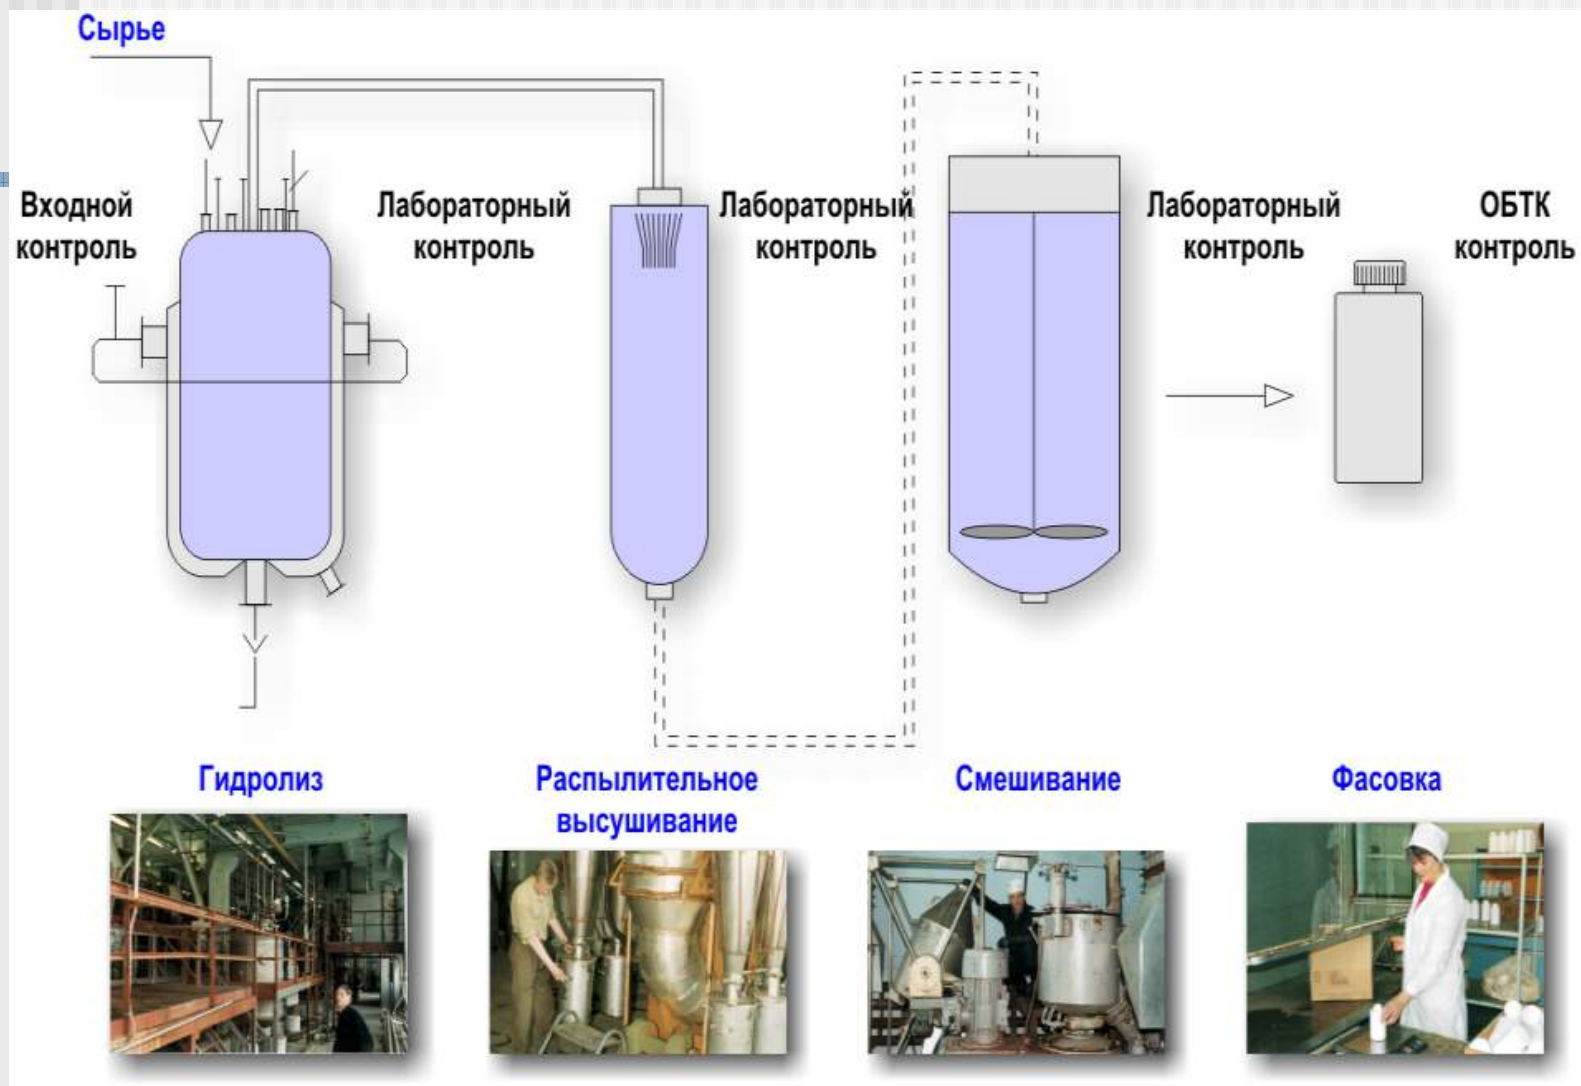 Сырье
Входной
контроль
Лабораторный
контроль
Лабораторный
контроль
Лабораторный
контроль
ОБТК
контроль
Гидролиз
Распылительное
высушивание
Смешивание
Фасовка